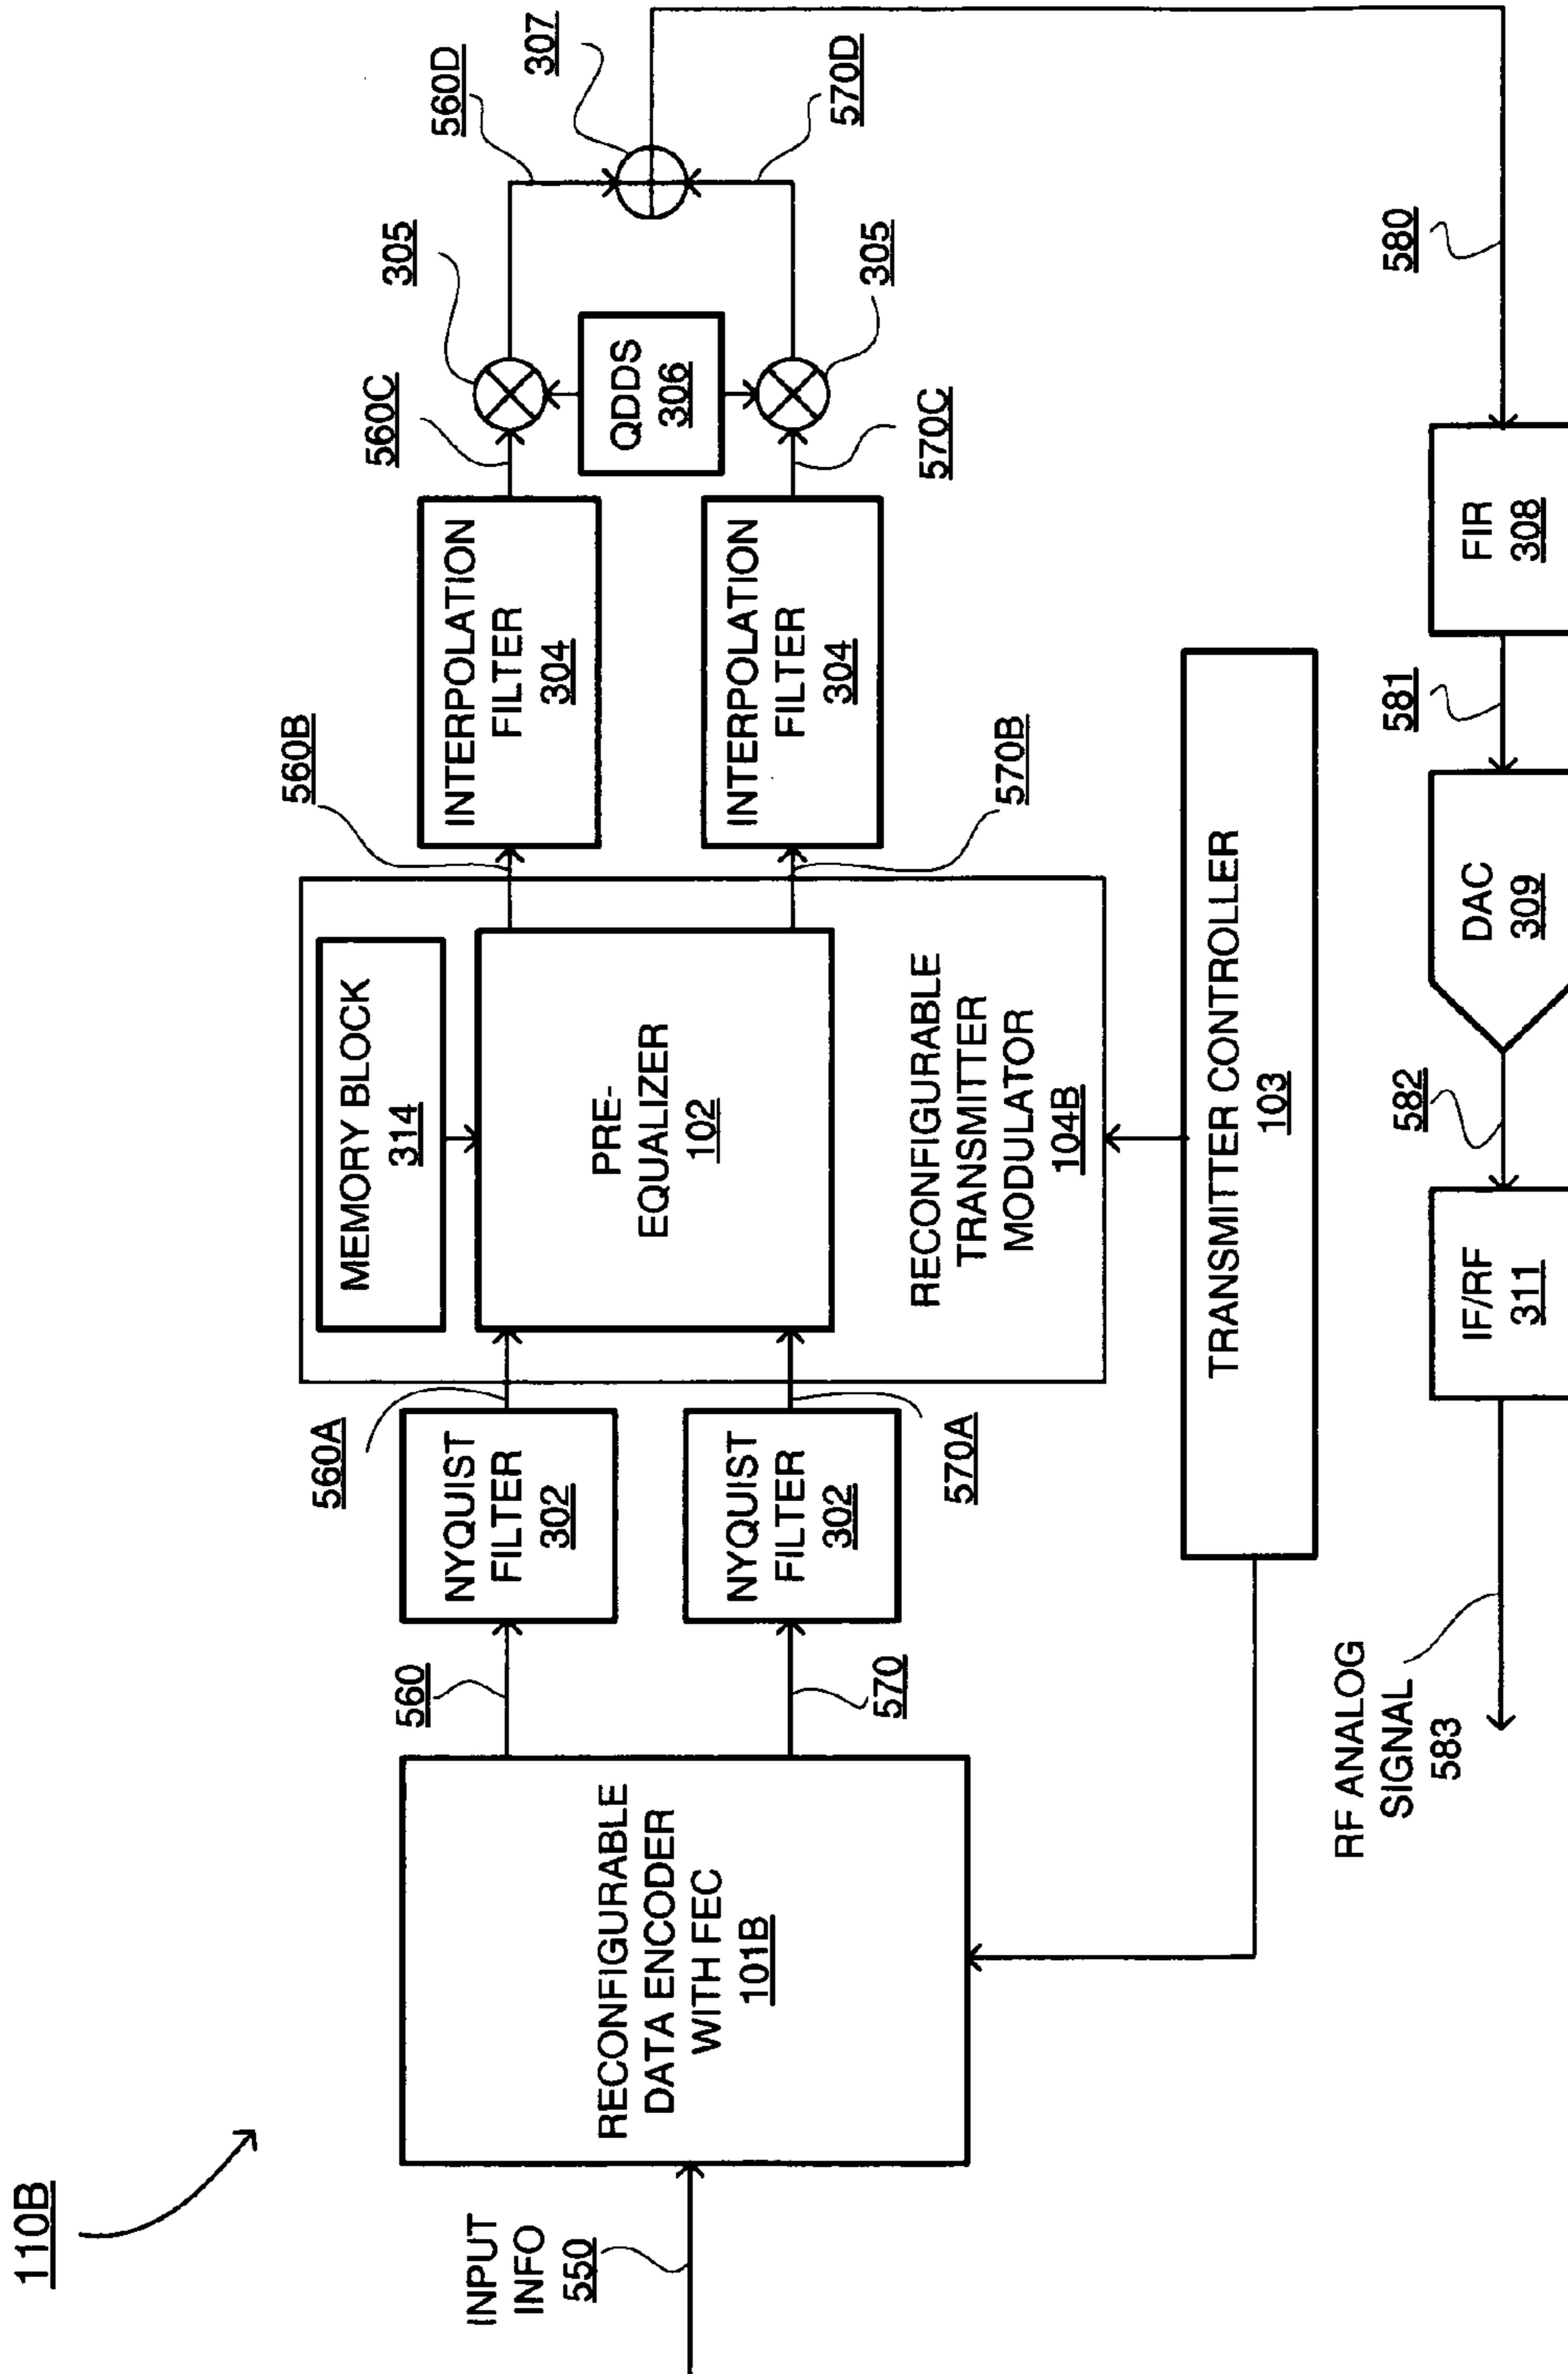 110B
INPUT
INFO
550
RECONFIGURABLE
DATA ENCODER
WITH FEC
101B
560
570
NYQUIST
FILTER
302
NYQUIST
FILTER
302
560A
570A
MEMORY BLOCK
314
PRE-
EQUALIZER
102
RECONFIGURABLE
TRANSMITTER
MODULATOR
104B
TRANSMITTER CONTROLLER
103
560B
570B
INTERPOLATION
FILTER
304
INTERPOLATION
FILTER
304
560C
570C
305
QDDS
306
305
560D
307
570D
580
FIR
308
581
DAC
309
582
IF/RF
311
RF ANALOG
SIGNAL
583